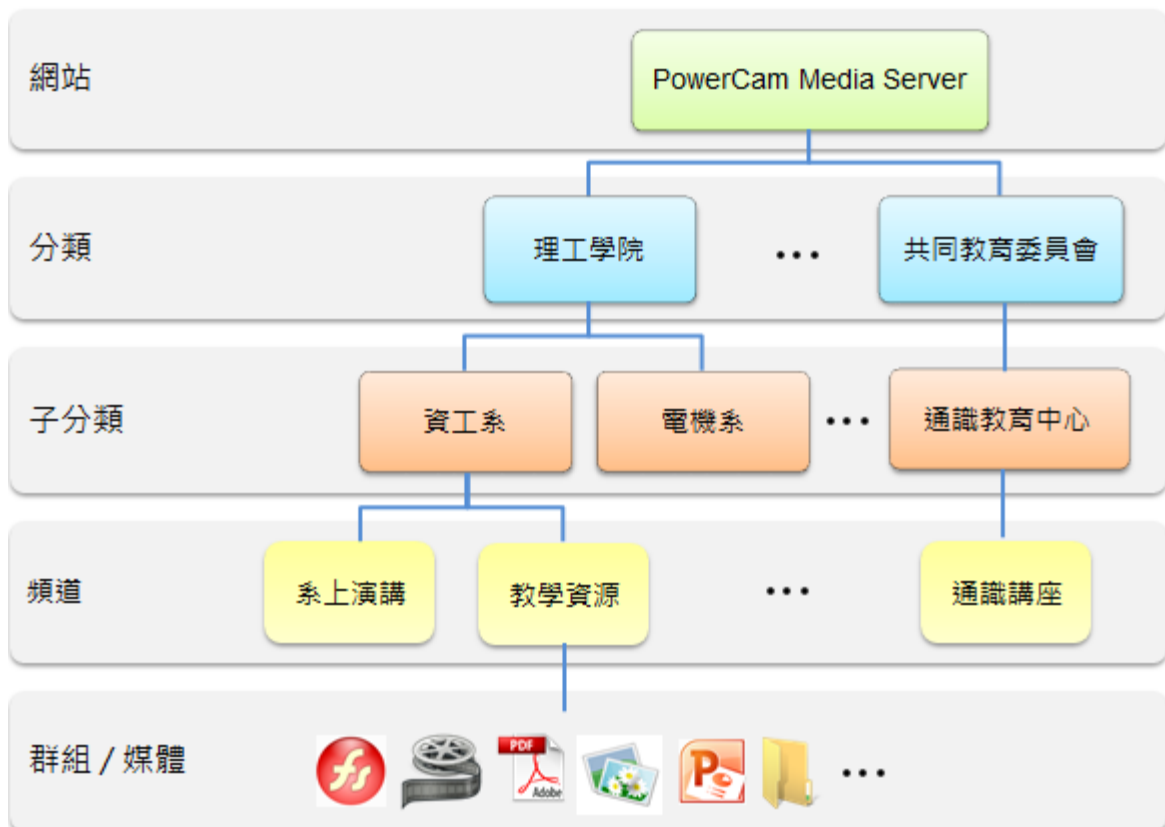 網站
PowerCam Media Server
分類
理工學院
...
共同教育委員會
子分類
資工系
電機系
...
通識教育中心
頻道
系上演講
教學資源
...
通識講座
群組 / 媒體
PDF
Adobe
P
...